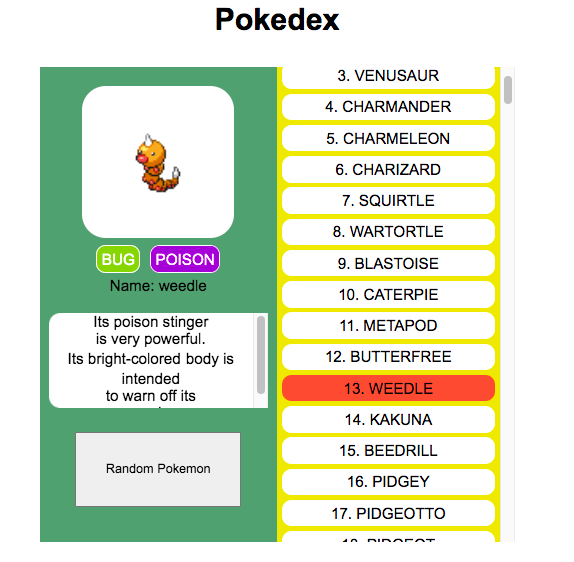 Pokedex
BUG
POISON
Name: weedle
Its poison stinger
is very powerful.
Its bright-colored body is
intended
to warn off its
Random Pokemon
3. VENUSAUR
4. CHARMANDER
5. CHARMELEON
6. CHARIZARD
7. SQUIRTLE
8. WARTORTLE
9. BLASTOISE
10. CATERPIE
11. METAPOD
12. BUTTERFREE
13. WEEDLE
14. KAKUNA
15. BEEDRILL
16. PIDGEY
17. PIDGEOTTO
18. PIDGEOT